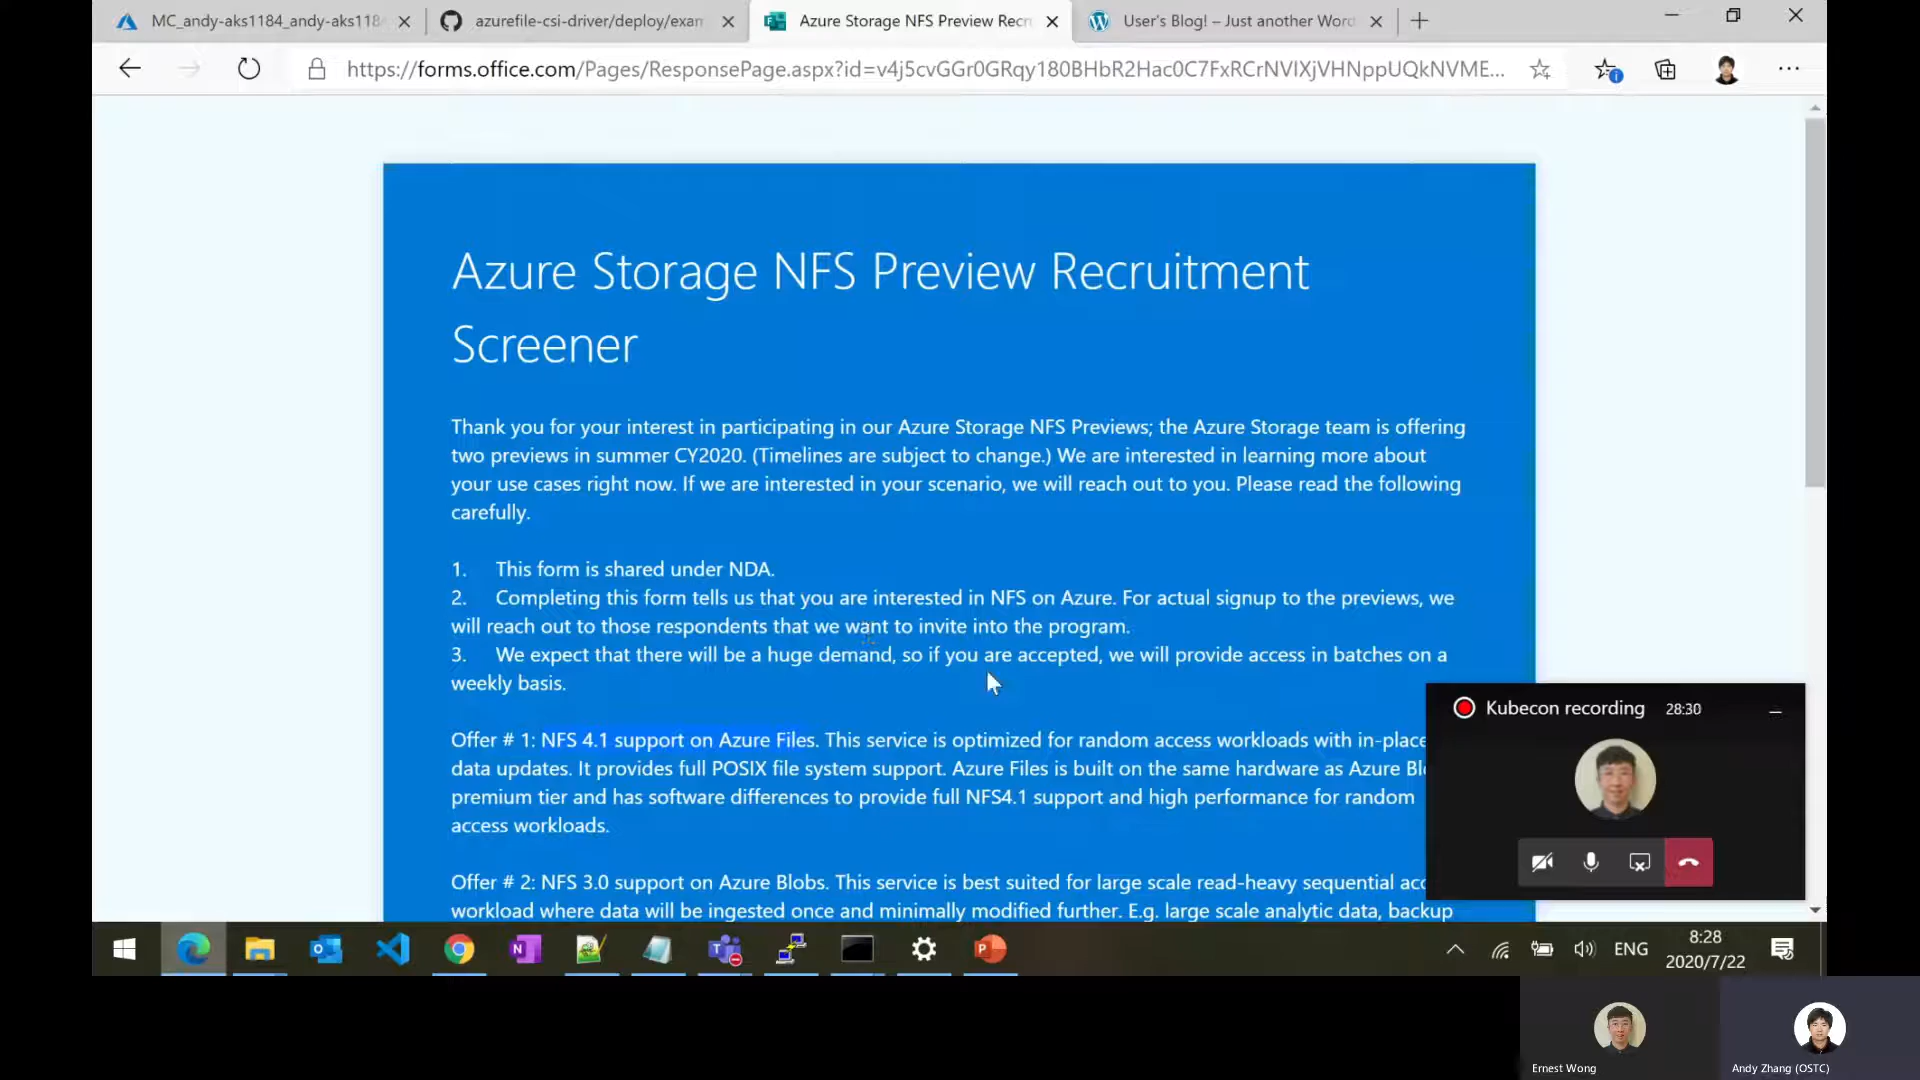 MC_andy-aks1184_andy-aks118
azurefile-csi-driver/deploy/exam
Azure Storage NFS Preview Recr
User's Blog! – Just another Word
https://forms.office.com/Pages/ResponsePage.aspx?id=v4j5cvGGr0GRqy180BHbR2Hac0C7FxRCrNVIXjVHNppUQkNVME...
Azure Storage NFS Preview Recruitment
Screener
Thank you for your interest in participating in our Azure Storage NFS Previews; the Azure Storage team is offering
two previews in summer CY2020. (Timelines are subject to change.) We are interested in learning more about
your use cases right now. If we are interested in your scenario, we will reach out to you. Please read the following
carefully.
1. This form is shared under NDA.
2. Completing this form tells us that you are interested in NFS on Azure. For actual signup to the previews, we
will reach out to those respondents that we want to invite into the program.
3. We expect that there will be a huge demand, so if you are accepted, we will provide access in batches on a
weekly basis.
Offer # 1: NFS 4.1 support on Azure Files. This service is optimized for random access workloads with in-place
data updates. It provides full POSIX file system support. Azure Files is built on the same hardware as Azure Bl
premium tier and has software differences to provide full NFS4.1 support and high performance for random
access workloads.
Offer # 2: NFS 3.0 support on Azure Blobs. This service is best suited for large scale read-heavy sequential acc
workload where data will be ingested once and minimally modified further. E.g. large scale analytic data, backup
Kubecon recording 28:30
ENG
8:28
2020/7/22
Ernest Wong
Andy Zhang (OSTC)